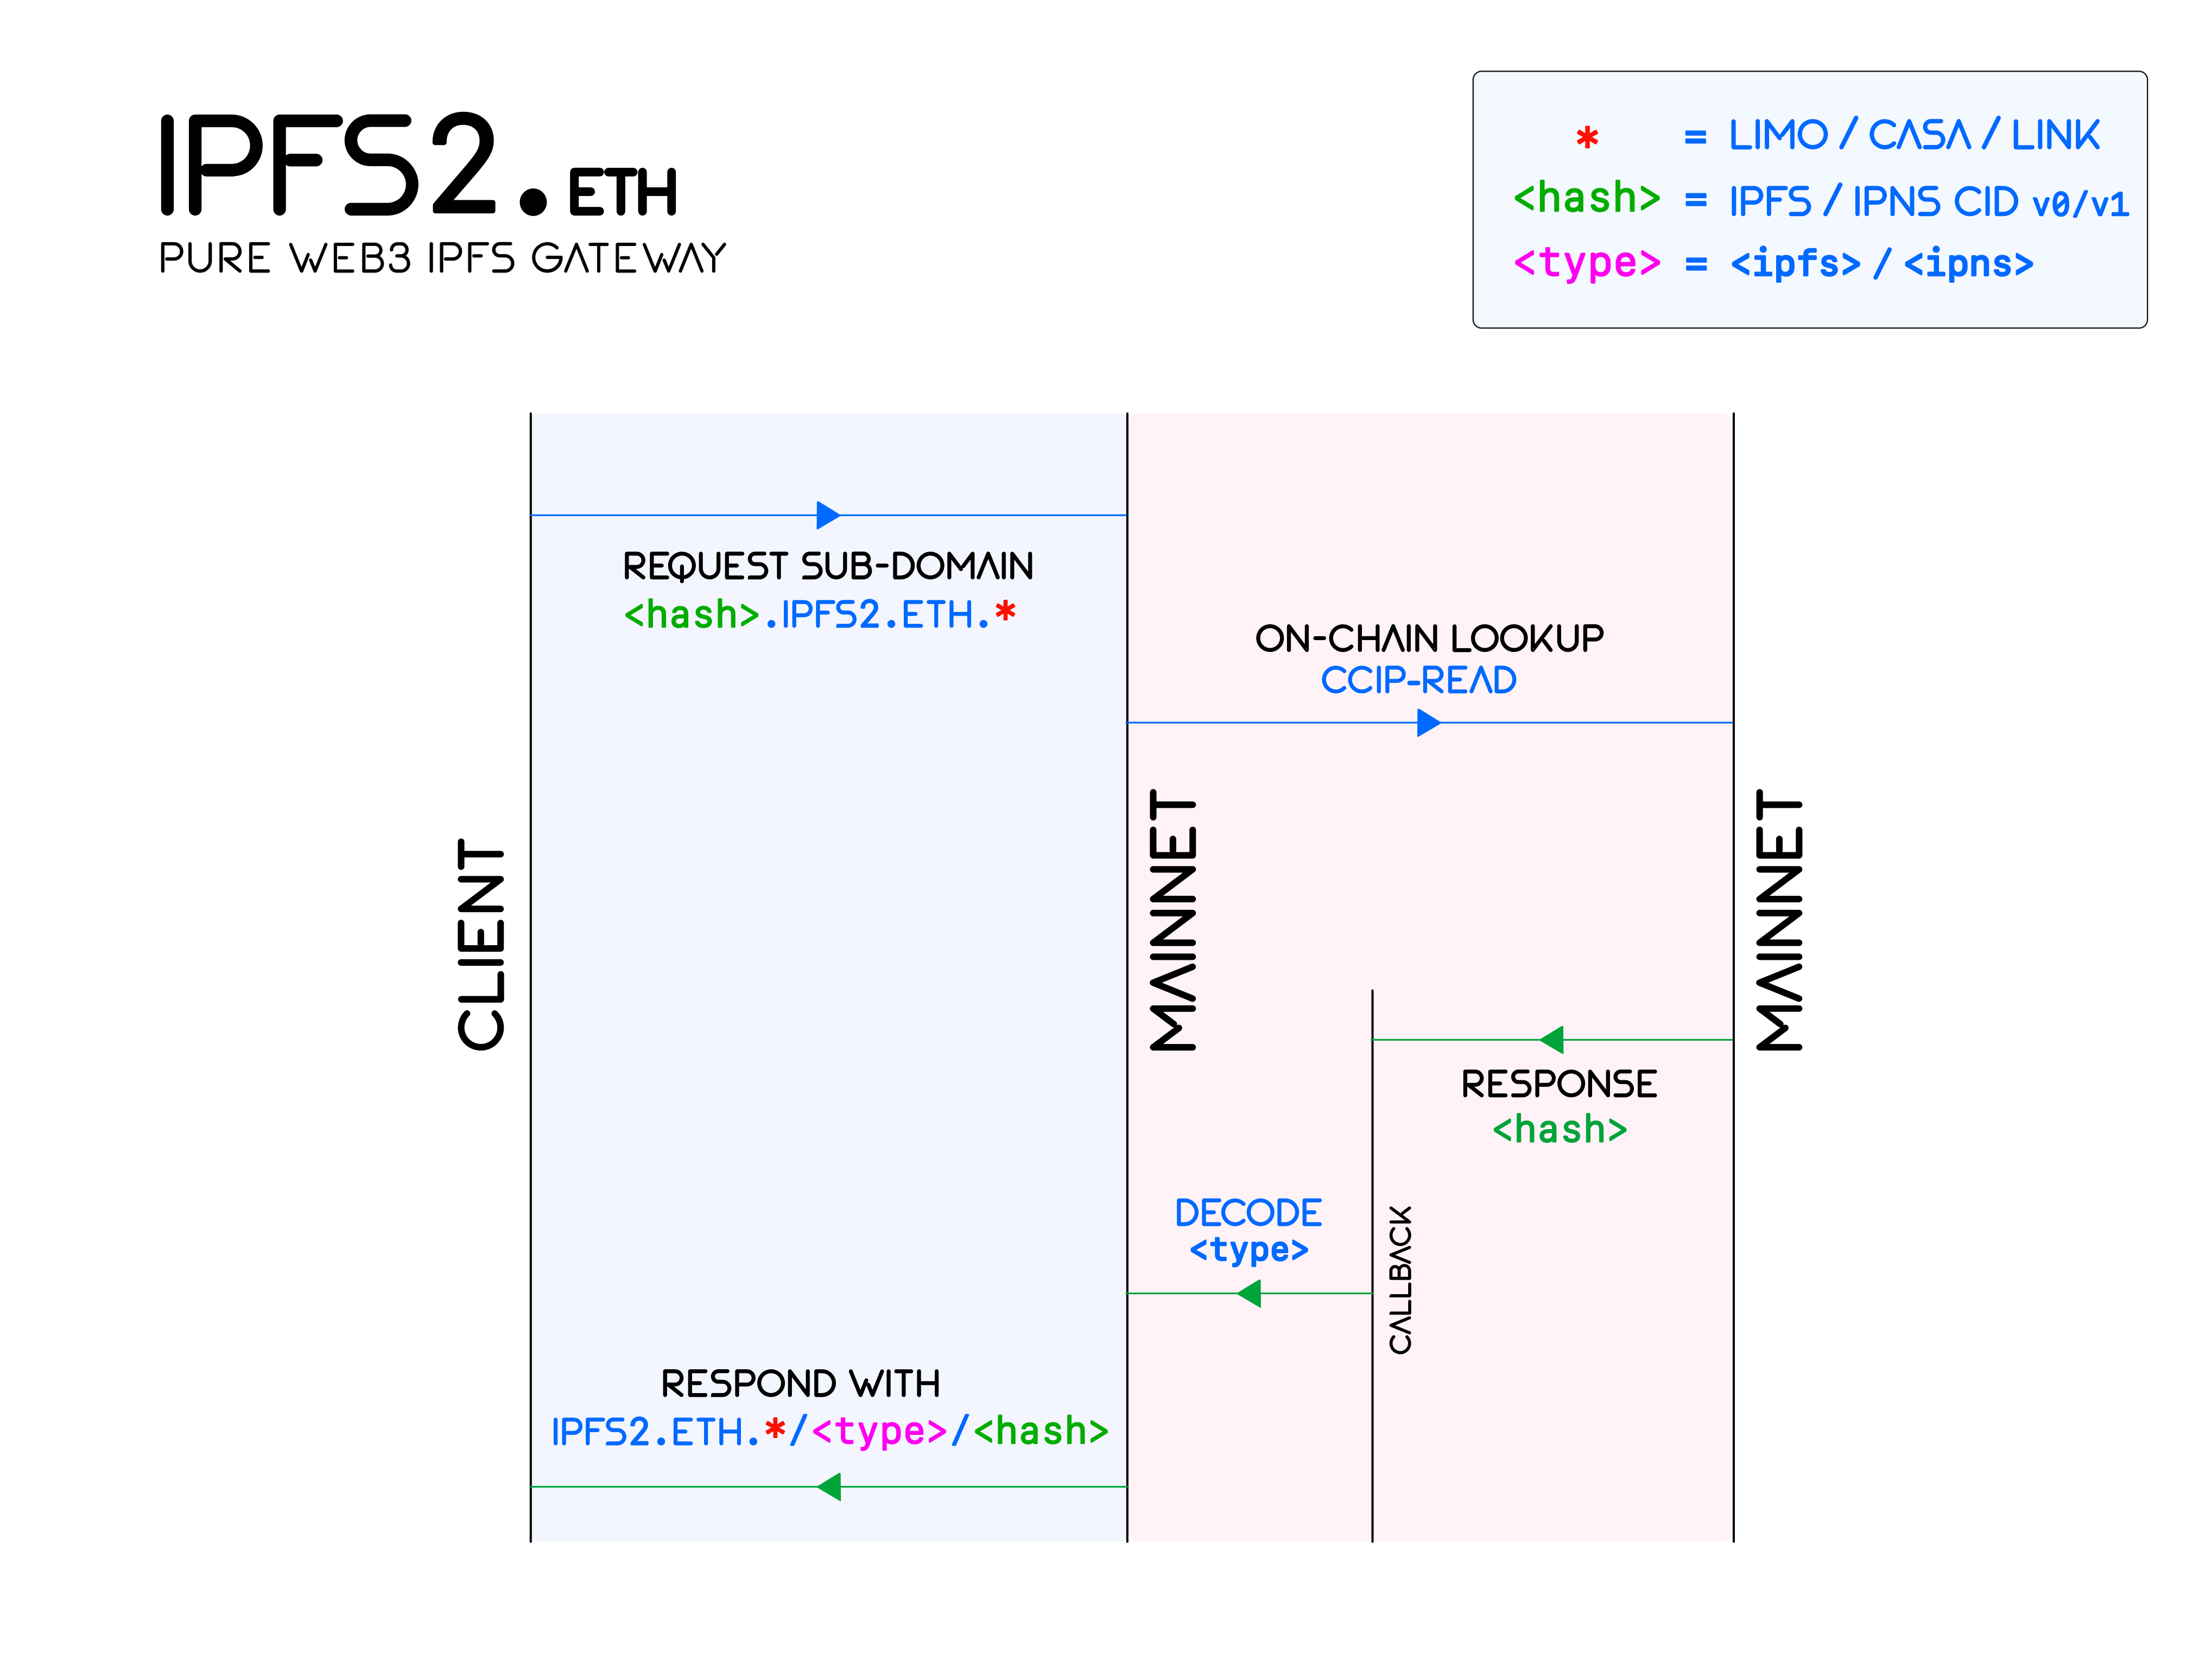 IPFS2.ETH
PURE WEB3 IPFS GATEWAY
* = LIMO / CASA / LINK
<hash> = IPFS / IPNS CID v0/v1
<type> = <ipfs> / <ipns>
REQUEST SUB-DOMAIN
<hash>.IPFS2.ETH.*
ON-CHAIN LOOKUP
CCIP-READ
CLIENT
MAINNET
MAINNET
RESPONSE
<hash>
DECODE
<type>
CALLBACK
RESPOND WITH
IPFS2.ETH.*/<type>/<hash>